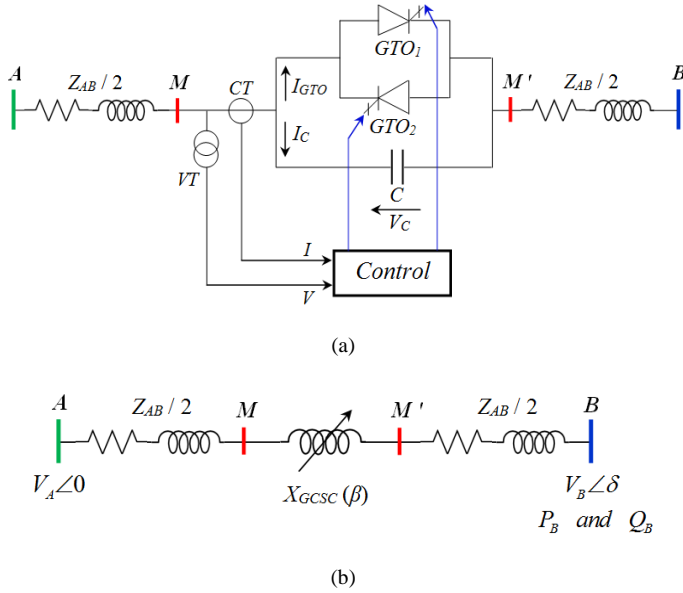 A
Z_AB / 2
M
CT
I_GTO
I_C
VT
GTO_1
GTO_2
C
V_C
M'
Z_AB / 2
B
I
V
Control
(a)
A
Z_AB / 2
M
M '
Z_AB / 2
B
V_A∠0
X_GCSC (β)
V_B∠δ
P_B and Q_B
(b)